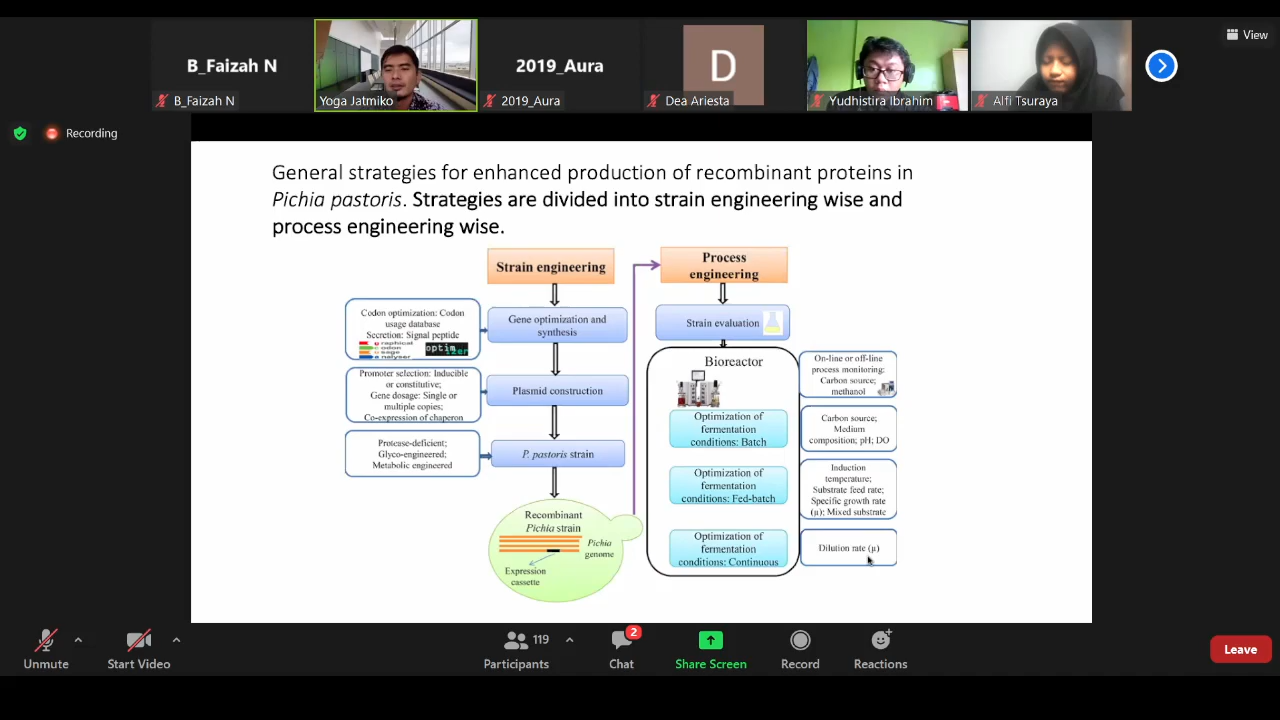 View
B_Faizah N
2019_Aura
D
B_Faizah N
Yoga Jatmiko
2019_Aura
Dea Ariesta
Yudhistira Ibrahim
Alfi Tsuraya
Recording
General strategies for enhanced production of recombinant proteins in
Pichia pastoris. Strategies are divided into strain engineering wise and
process engineering wise.
Strain engineering
Codon optimization: Codon
usage database
Secretion: Signal peptide
graphical
codon
usage
analyser
optim
izer
Gene optimization and
synthesis
Promoter selection: Inducible
or constitutive;
Gene dosage: Single or
multiple copies;
Co-expression of chaperon
Plasmid construction
Protease-deficient;
Glyco-engineered;
Metabolic engineered
P. pastoris strain
Recombinant
Pichia strain
Pichia
genome
Expression
cassette
Process
engineering
Strain evaluation
Bioreactor
On-line or off-line
process monitoring:
Carbon source;
methanol
Optimization of
fermentation
conditions: Batch
Carbon source;
Medium
composition; pH; DO
Optimization of
fermentation
conditions: Fed-batch
Induction
temperature;
Substrate feed rate;
Specific growth rate
(μ); Mixed substrate
Optimization of
fermentation
conditions: Continuous
Dilution rate (μ)
Unmute
Start Video
119
Participants
2
Chat
Share Screen
Record
Reactions
Leave